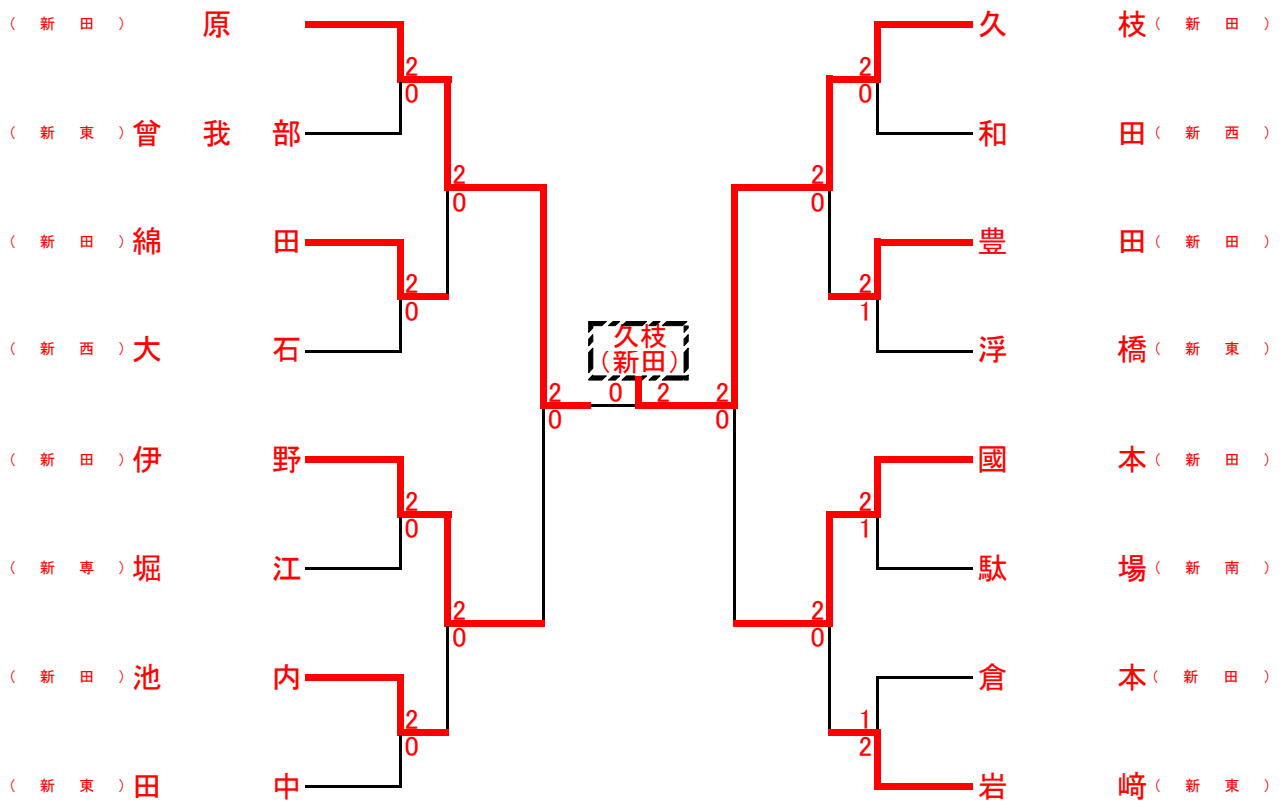 （新田） 原
2
0
（新東） 曾我部
2
0
（新田） 綿田
2
0
（新西） 大石
2
0
（新田） 伊野
2
0
（新専） 堀江
2
0
（新田） 池内
2
0
（新東） 田中
久枝
（新田）
0 2
久枝 （新田）
2
0
和田 （新西）
2
0
豊田 （新田）
2
1
浮橋 （新東）
2
0
國本 （新田）
2
1
駄場 （新南）
2
0
倉本 （新田）
1
2
岩﨑 （新東）